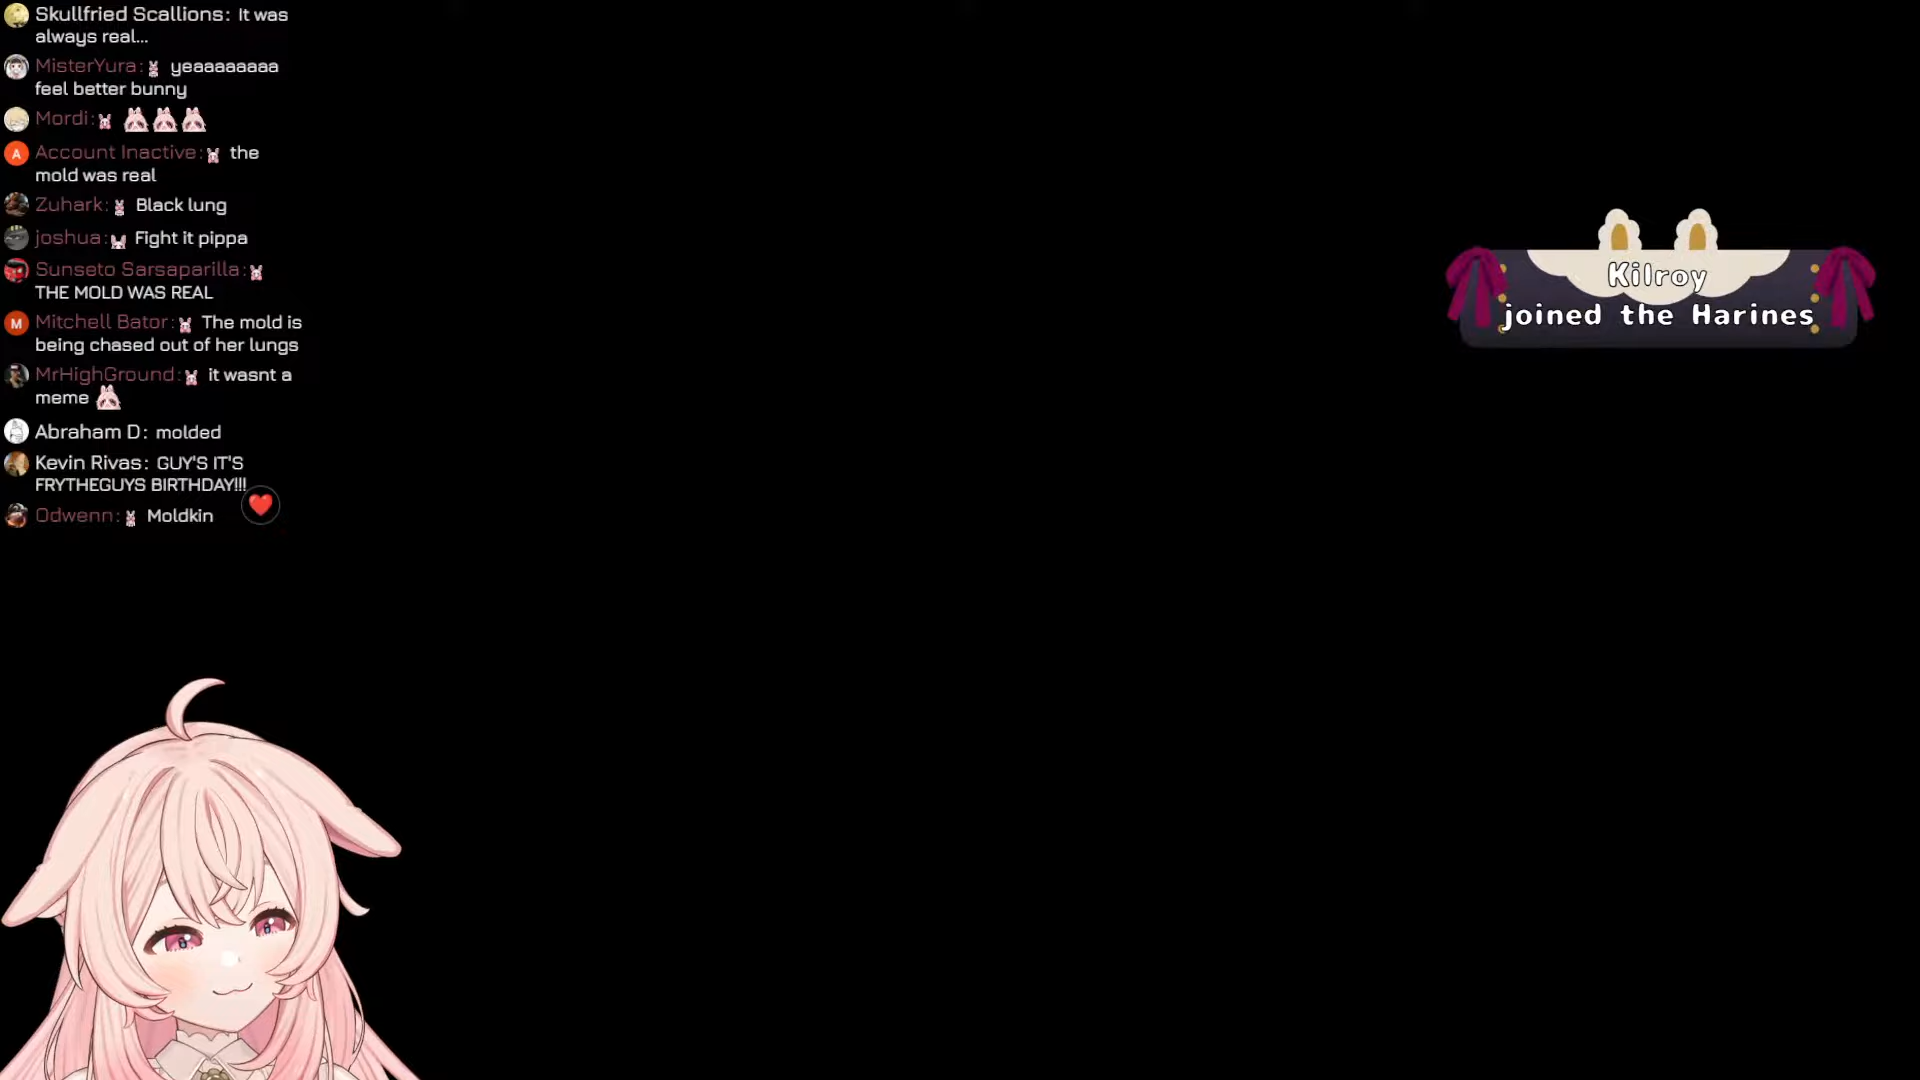 Skullfried Scallions: It was
always real...
MisterYura: yeaaaaaaaa
feel better bunny
Mordi:
A Account Inactive: the
mold was real
Zuhark: Black lung
joshua: Fight it pippa
Sunseto Sarsaparilla:
THE MOLD WAS REAL
M Mitchell Bator: The mold is
being chased out of her lungs
MrHighGround: it wasnt a
meme
Abraham D: molded
Kevin Rivas: GUY'S IT'S
FRYTHEGUYS BIRTHDAY!!!
Odwenn: Moldkin
Kilroy
joined the Harines